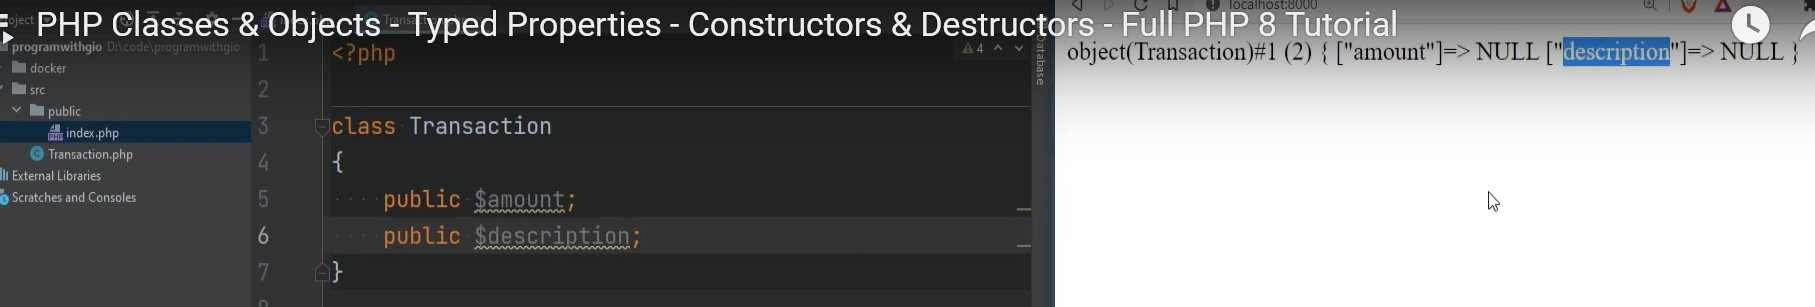 PHP Classes & Objects - Typed Properties - Constructors & Destructors - Full PHP 8 Tutorial
localhost:8000
programwithgio D:\code\programwithgio
docker
src
public
index.php
Transaction.php
External Libraries
Scratches and Consoles
1 <?php
2
3 class Transaction
4 {
5 public $amount;
6 public $description;
7 }
4
Database
object(Transaction)#1 (2) { ["amount"]=> NULL ["description"]=> NULL }